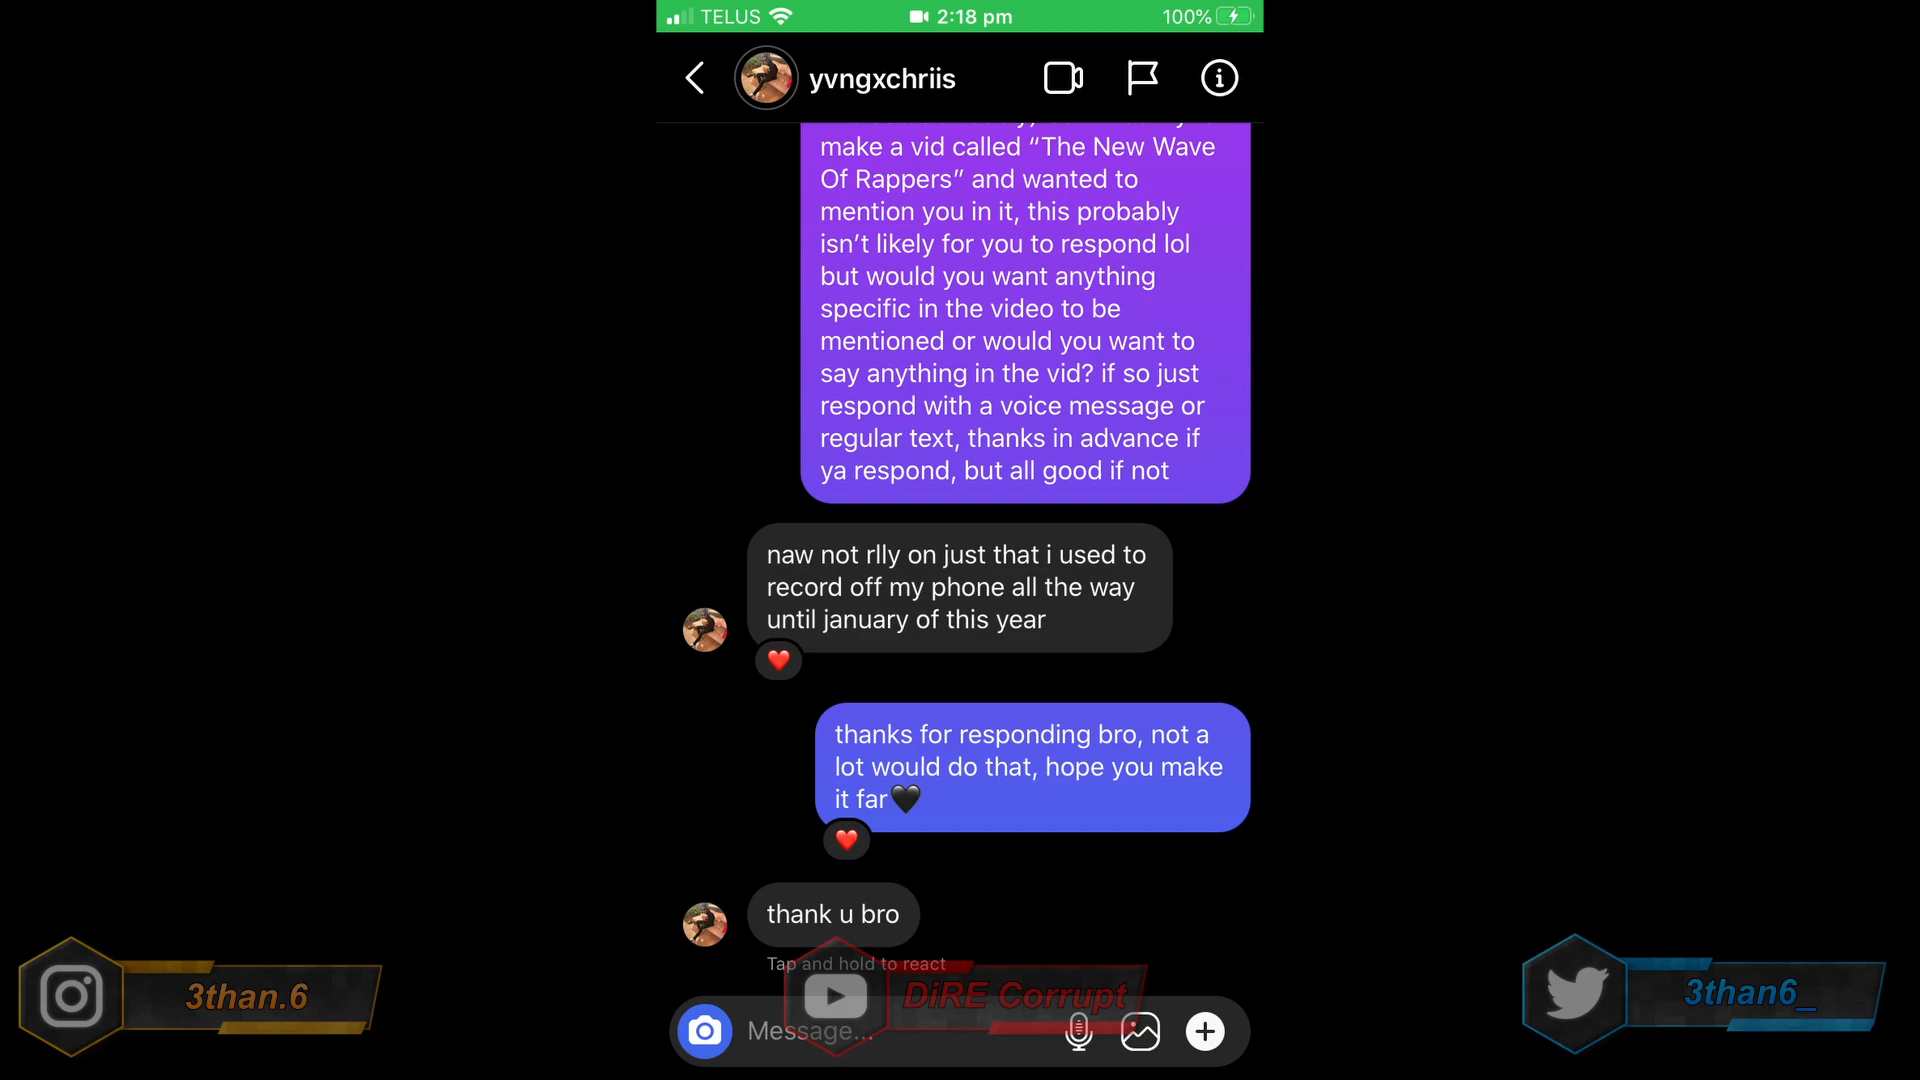 TELUS
2:18 pm
100%
yvngxchriis
make a vid called “The New Wave
Of Rappers” and wanted to
mention you in it, this probably
isn’t likely for you to respond lol
but would you want anything
specific in the video to be
mentioned or would you want to
say anything in the vid? if so just
respond with a voice message or
regular text, thanks in advance if
ya respond, but all good if not
naw not rlly on just that i used to
record off my phone all the way
until january of this year
thanks for responding bro, not a
lot would do that, hope you make
it far🖤
thank u bro
Tap and hold to react
3than.6
DiRE Corrupt
3than6_
Message...